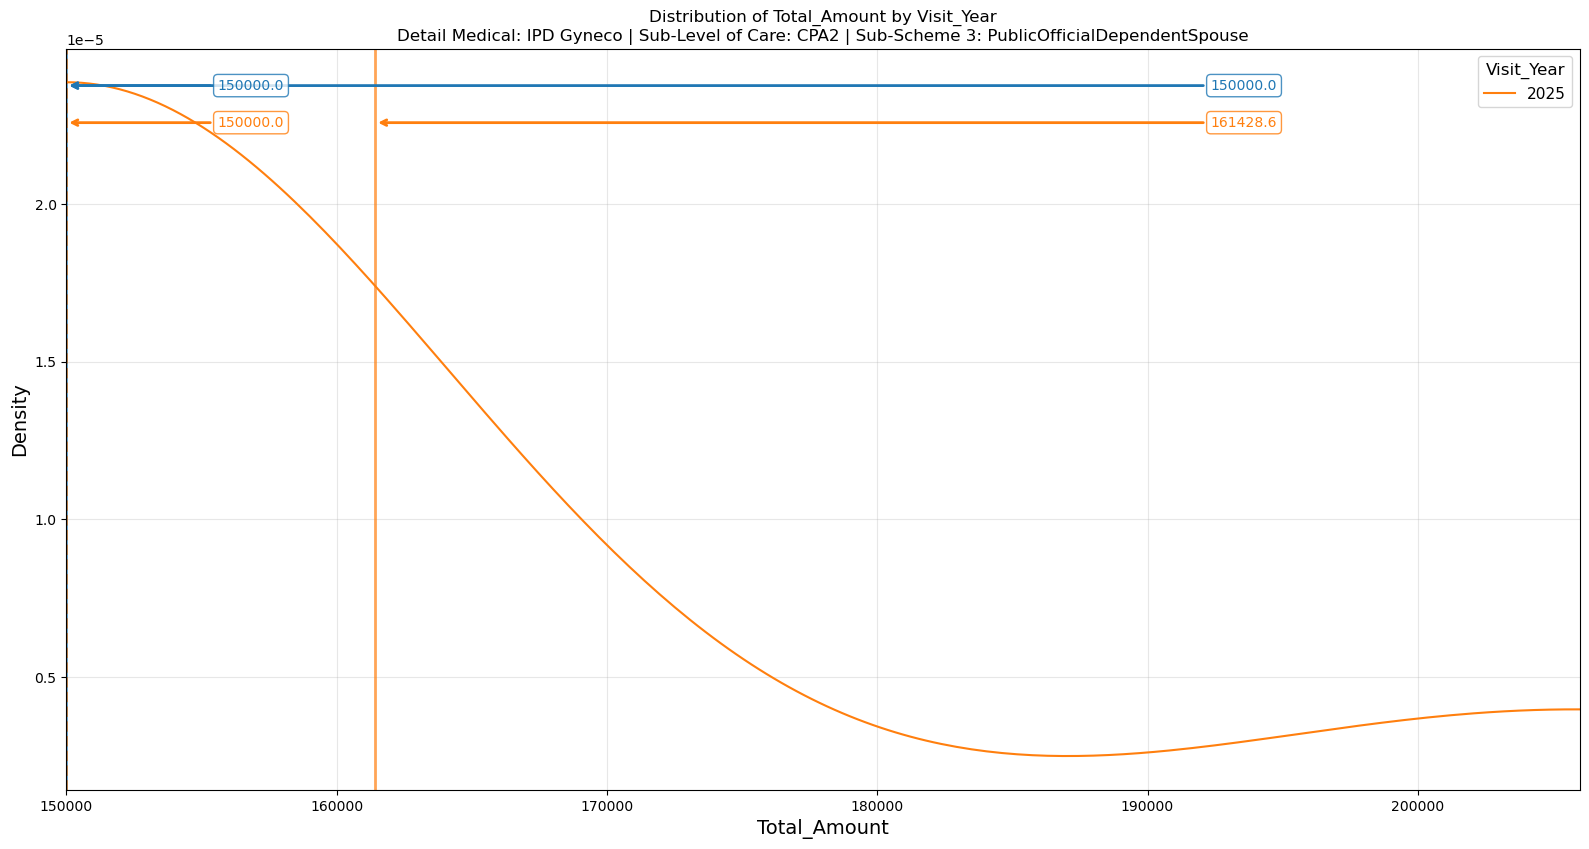 Distribution of Total_Amount by Visit_Year
Detail Medical: IPD Gyneco | Sub-Level of Care: CPA2 | Sub-Scheme 3: PublicOfficialDependentSpouse
1e−5
Visit_Year
2025
150000.0
150000.0
150000.0
161428.6
2.0
1.5
1.0
0.5
Density
150000
160000
170000
180000
190000
200000
Total_Amount